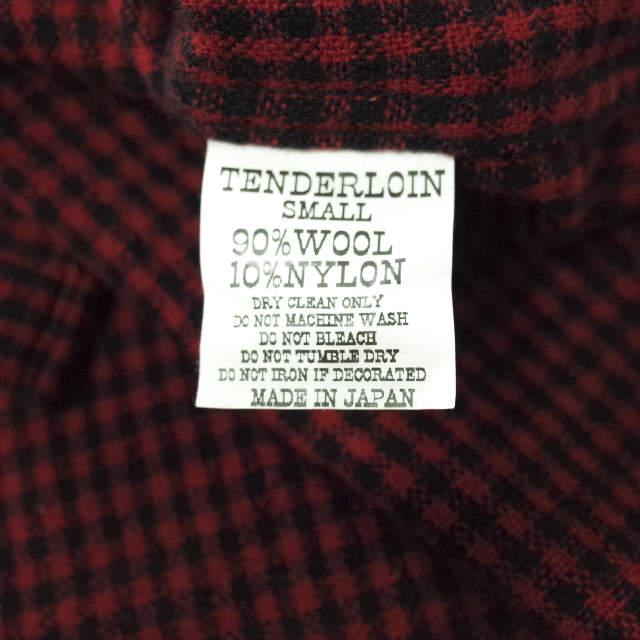 TENDERLOIN
SMALL
90%WOOL
10%NYLON
DRY CLEAN ONLY
DO NOT MACHINE WASH
DO NOT BLEACH
DO NOT TUMBLE DRY
DO NOT IRON IF DECORATED
MADE IN JAPAN